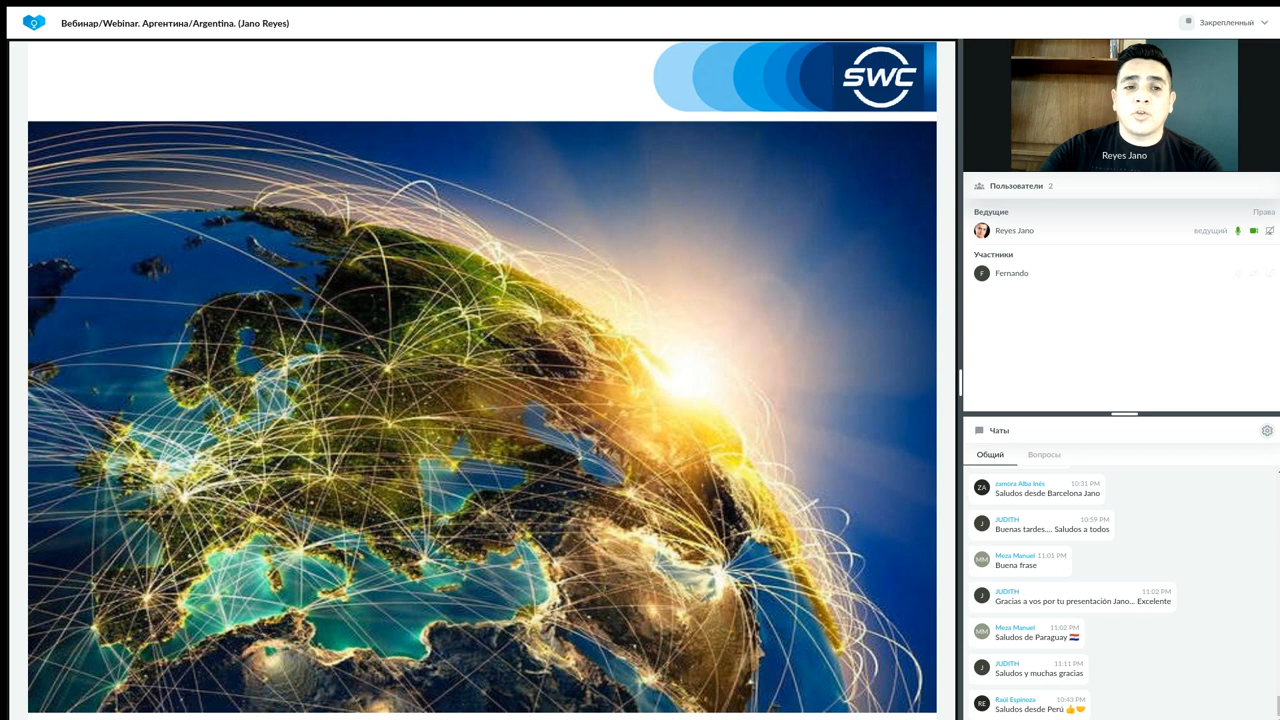 Вебинар/Webinar. Аргентина/Argentina. (Jano Reyes)
Закрепленный
SWC
Reyes Jano
Пользователи 2
Ведущие Права
Reyes Jano ведущий
Участники
F Fernando
Чаты
Общий Вопросы
ZA zamora Alba Inés 10:31 PM
Saludos desde Barcelona Jano
J JUDITH 10:59 PM
Buenas tardes.... Saludos a todos
MM Meza Manuel 11:01 PM
Buena frase
J JUDITH 11:02 PM
Gracias a vos por tu presentación Jano... Excelente
MM Meza Manuel 11:02 PM
Saludos de Paraguay 🇵🇾
J JUDITH 11:11 PM
Saludos y muchas gracias
RE Raúl Espinoza 10:43 PM
Saludos desde Perú 👍🤝